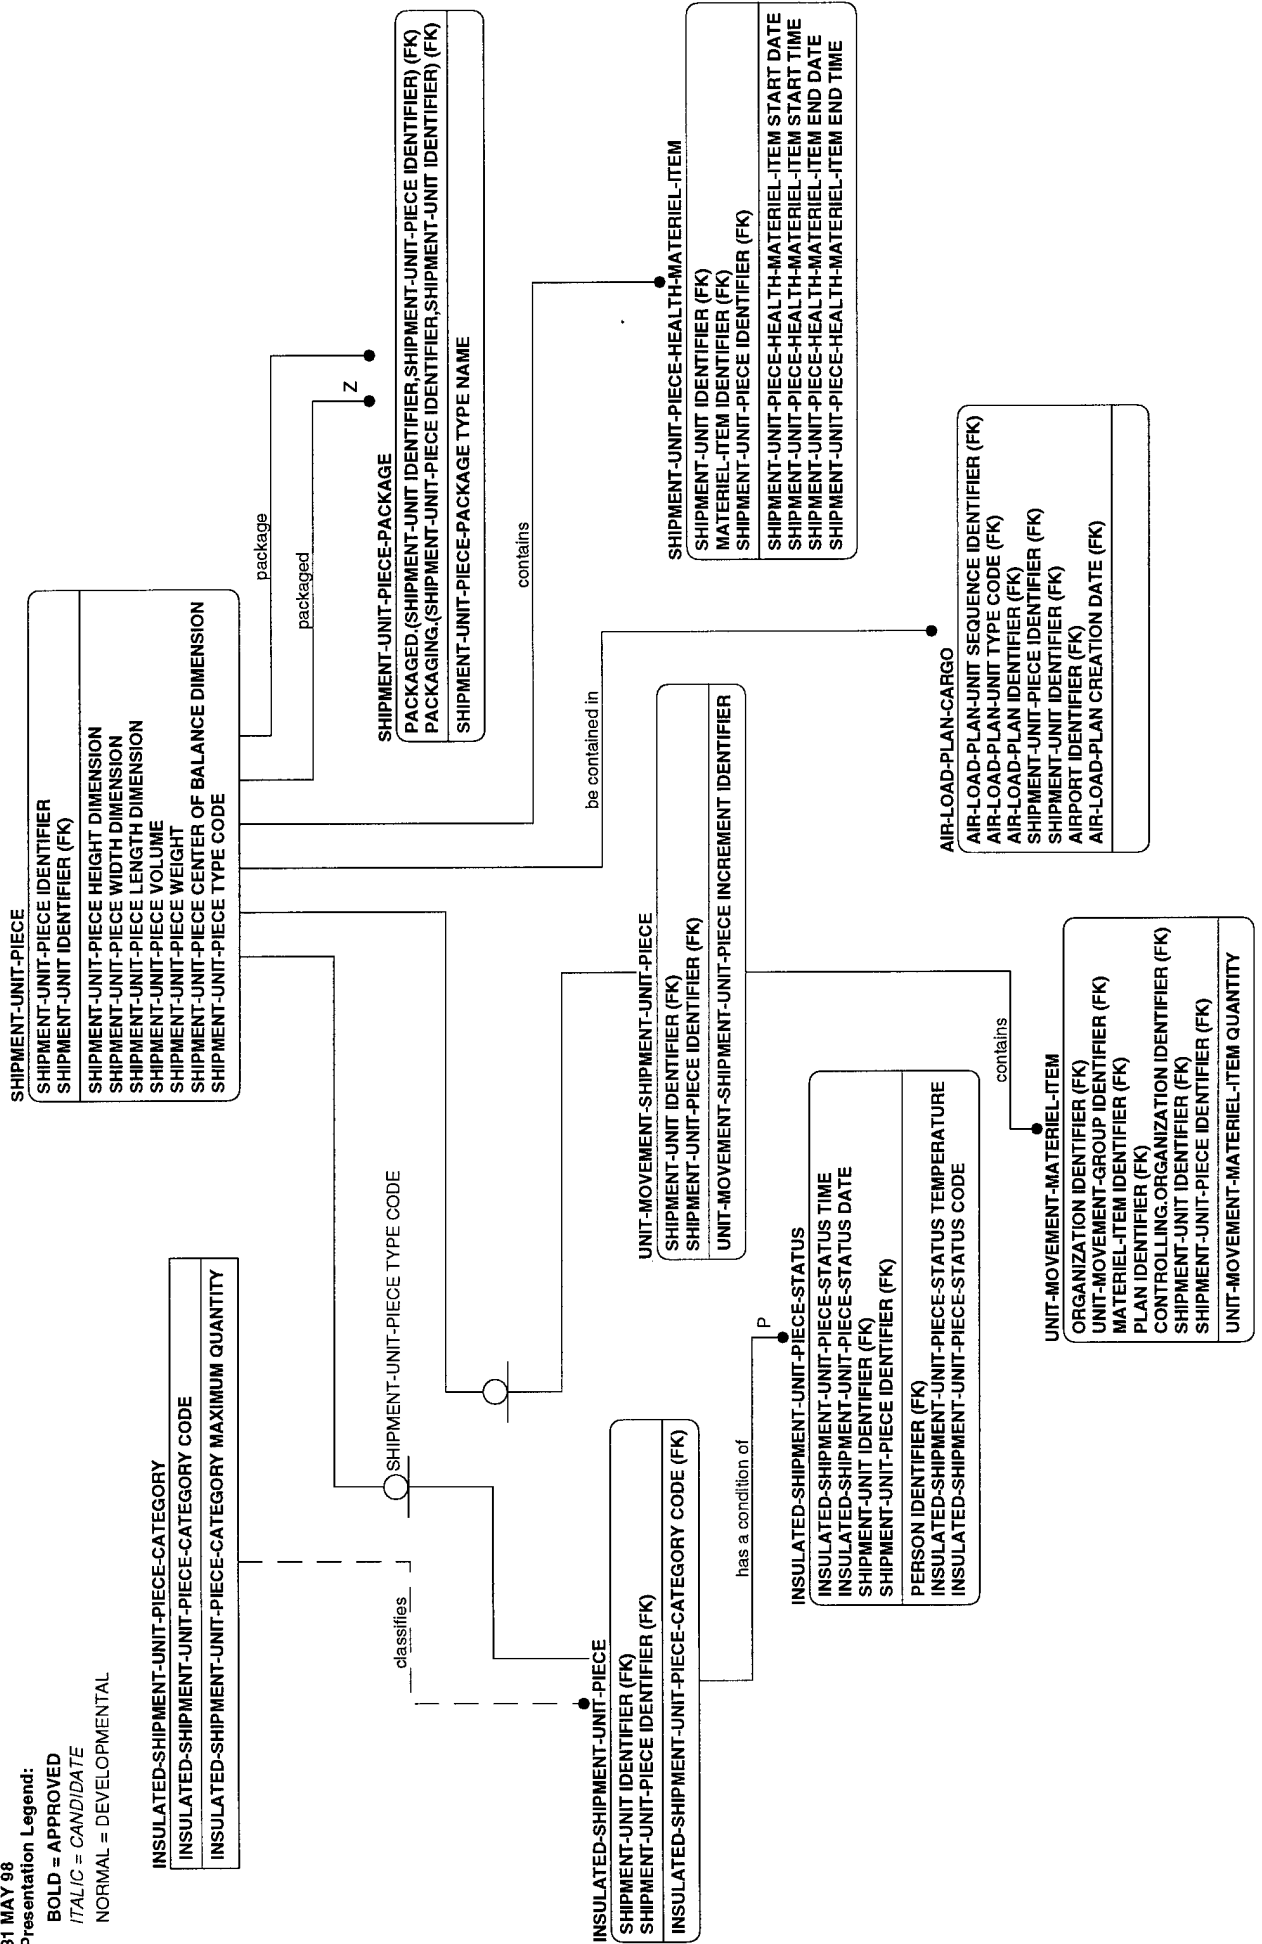 31 MAY 98
Presentation Legend:
BOLD = APPROVED
ITALIC = CANDIDATE
NORMAL = DEVELOPMENTAL
SHIPMENT-UNIT-PIECE
SHIPMENT-UNIT-PIECE IDENTIFIER
SHIPMENT-UNIT IDENTIFIER (FK)
SHIPMENT-UNIT-PIECE HEIGHT DIMENSION
SHIPMENT-UNIT-PIECE WIDTH DIMENSION
SHIPMENT-UNIT-PIECE LENGTH DIMENSION
SHIPMENT-UNIT-PIECE VOLUME
SHIPMENT-UNIT-PIECE WEIGHT
SHIPMENT-UNIT-PIECE CENTER OF BALANCE DIMENSION
SHIPMENT-UNIT-PIECE TYPE CODE
INSULATED-SHIPMENT-UNIT-PIECE-CATEGORY
INSULATED-SHIPMENT-UNIT-PIECE-CATEGORY CODE
INSULATED-SHIPMENT-UNIT-PIECE-CATEGORY MAXIMUM QUANTITY
package
packaged
Z
SHIPMENT-UNIT-PIECE-PACKAGE
PACKAGED.(SHIPMENT-UNIT IDENTIFIER,SHIPMENT-UNIT-PIECE IDENTIFIER) (FK)
PACKAGING.(SHIPMENT-UNIT-PIECE IDENTIFIER,SHIPMENT-UNIT IDENTIFIER) (FK)
SHIPMENT-UNIT-PIECE-PACKAGE TYPE NAME
SHIPMENT-UNIT-PIECE TYPE CODE
classifies
contains
be contained in
INSULATED-SHIPMENT-UNIT-PIECE
SHIPMENT-UNIT IDENTIFIER (FK)
SHIPMENT-UNIT-PIECE IDENTIFIER (FK)
INSULATED-SHIPMENT-UNIT-PIECE-CATEGORY CODE (FK)
UNIT-MOVEMENT-SHIPMENT-UNIT-PIECE
SHIPMENT-UNIT IDENTIFIER (FK)
SHIPMENT-UNIT-PIECE IDENTIFIER (FK)
UNIT-MOVEMENT-SHIPMENT-UNIT-PIECE INCREMENT IDENTIFIER
SHIPMENT-UNIT-PIECE-HEALTH-MATERIEL-ITEM
SHIPMENT-UNIT IDENTIFIER (FK)
MATERIEL-ITEM IDENTIFIER (FK)
SHIPMENT-UNIT-PIECE IDENTIFIER (FK)
SHIPMENT-UNIT-PIECE-HEALTH-MATERIEL-ITEM START DATE
SHIPMENT-UNIT-PIECE-HEALTH-MATERIEL-ITEM START TIME
SHIPMENT-UNIT-PIECE-HEALTH-MATERIEL-ITEM END DATE
SHIPMENT-UNIT-PIECE-HEALTH-MATERIEL-ITEM END TIME
has a condition of
P
INSULATED-SHIPMENT-UNIT-PIECE-STATUS
INSULATED-SHIPMENT-UNIT-PIECE-STATUS TIME
INSULATED-SHIPMENT-UNIT-PIECE-STATUS DATE
SHIPMENT-UNIT IDENTIFIER (FK)
SHIPMENT-UNIT-PIECE IDENTIFIER (FK)
PERSON IDENTIFIER (FK)
INSULATED-SHIPMENT-UNIT-PIECE-STATUS TEMPERATURE
INSULATED-SHIPMENT-UNIT-PIECE-STATUS CODE
AIR-LOAD-PLAN-CARGO
AIR-LOAD-PLAN-UNIT SEQUENCE IDENTIFIER (FK)
AIR-LOAD-PLAN-UNIT TYPE CODE (FK)
AIR-LOAD-PLAN IDENTIFIER (FK)
SHIPMENT-UNIT-PIECE IDENTIFIER (FK)
SHIPMENT-UNIT IDENTIFIER (FK)
AIRPORT IDENTIFIER (FK)
AIR-LOAD-PLAN CREATION DATE (FK)
contains
UNIT-MOVEMENT-MATERIEL-ITEM
ORGANIZATION IDENTIFIER (FK)
UNIT-MOVEMENT-GROUP IDENTIFIER (FK)
MATERIEL-ITEM IDENTIFIER (FK)
PLAN IDENTIFIER (FK)
CONTROLLING.ORGANIZATION IDENTIFIER (FK)
SHIPMENT-UNIT IDENTIFIER (FK)
SHIPMENT-UNIT-PIECE IDENTIFIER (FK)
UNIT-MOVEMENT-MATERIEL-ITEM QUANTITY